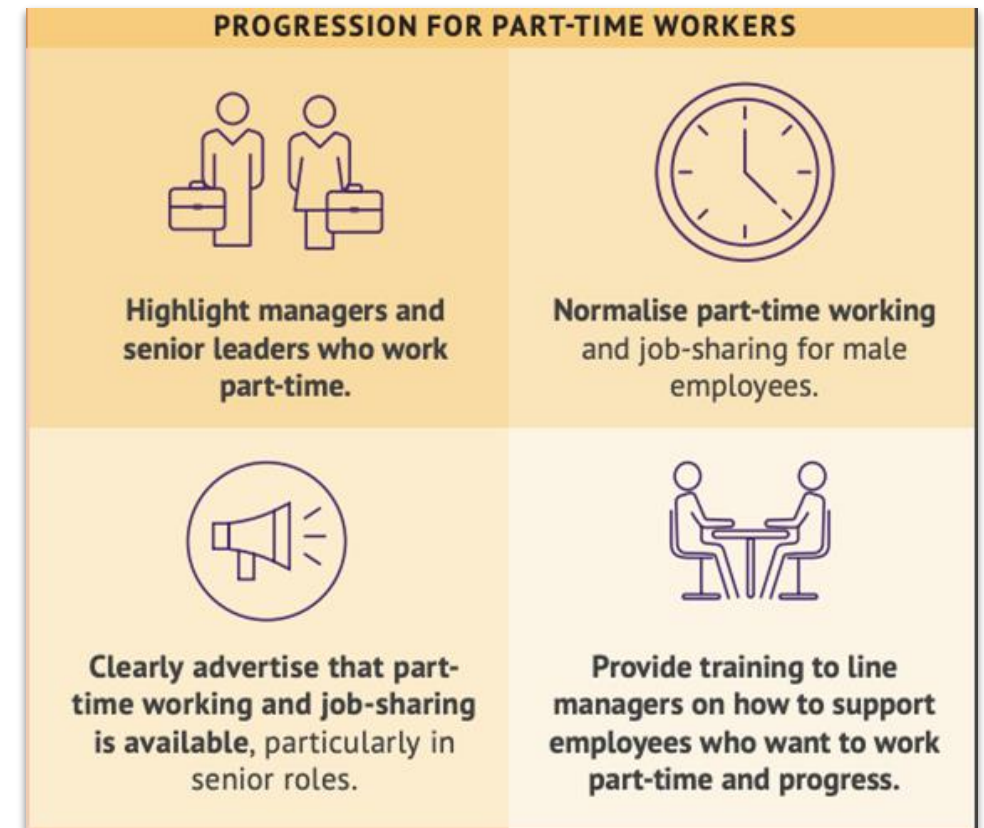 PROGRESSION FOR PART-TIME WORKERS
Highlight managers and
senior leaders who work
part-time.
Normalise part-time working
and job-sharing for male
employees.
Clearly advertise that part-
time working and job-sharing
is available, particularly in
senior roles.
Provide training to line
managers on how to support
employees who want to work
part-time and progress.